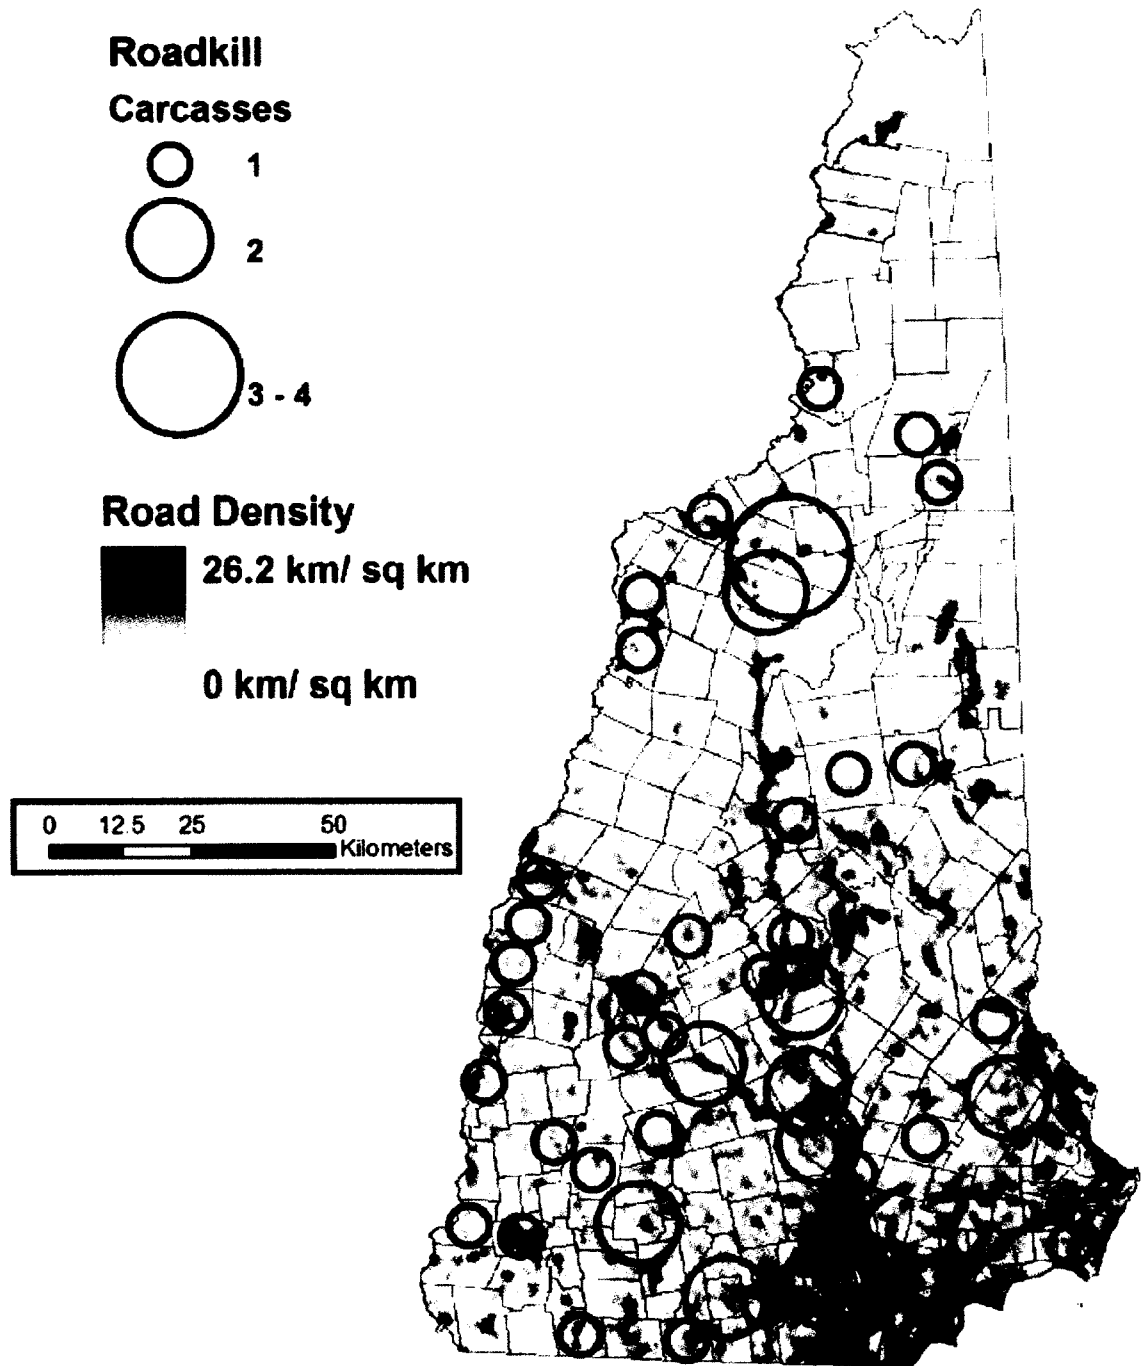 Roadkill
Carcasses
1
2
3 - 4
Road Density
26.2 km/ sq km
0 km/ sq km
0 12.5 25 50
Kilometers